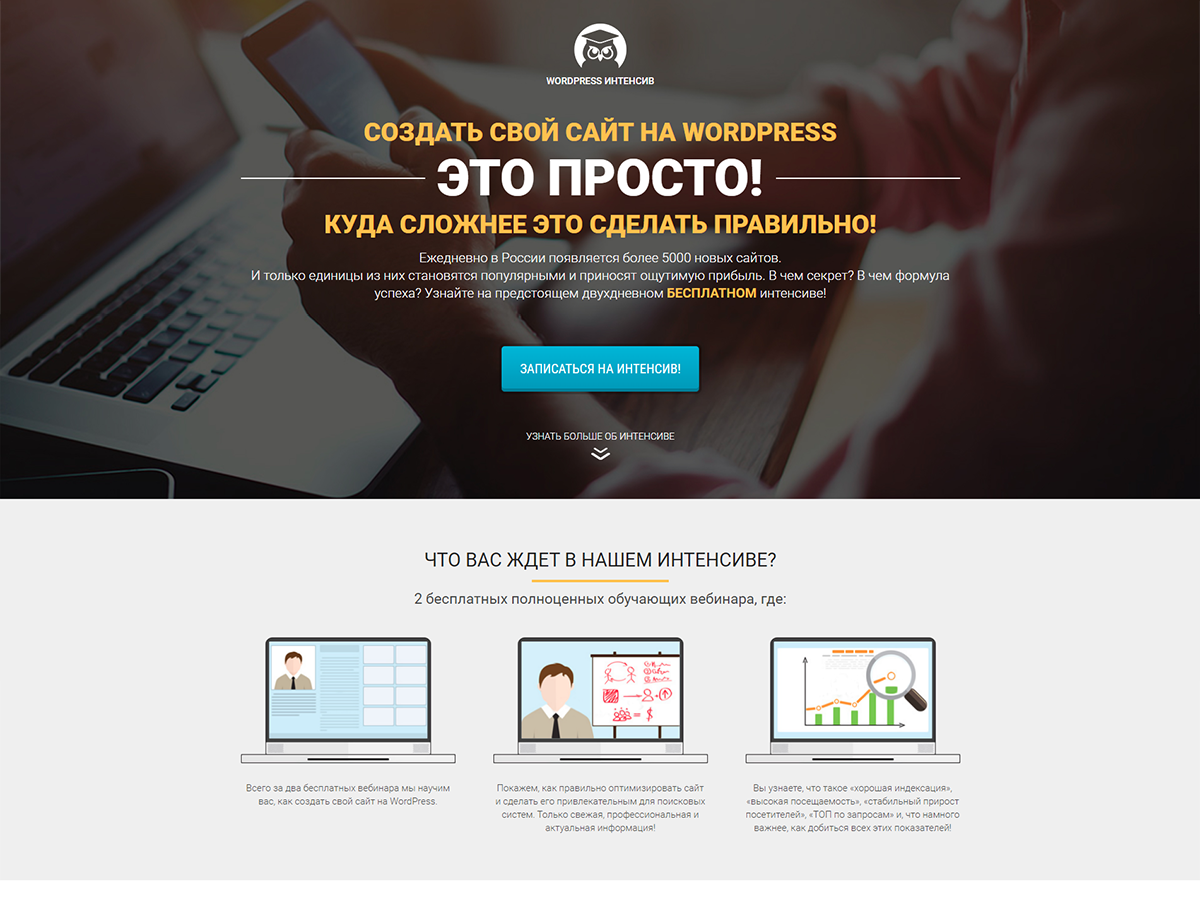 WORDPRESS ИНТЕНСИВ
СОЗДАТЬ СВОЙ САЙТ НА WORDPRESS
ЭТО ПРОСТО!
КУДА СЛОЖНЕЕ ЭТО СДЕЛАТЬ ПРАВИЛЬНО!
Ежедневно в России появляется более 5000 новых сайтов.
И только единицы из них становятся популярными и приносят ощутимую прибыль. В чем секрет? В чем формула
успеха? Узнайте на предстоящем двухдневном БЕСПЛАТНОМ интенсиве!
ЗАПИСАТЬСЯ НА ИНТЕНСИВ!
УЗНАТЬ БОЛЬШЕ ОБ ИНТЕНСИВЕ
ЧТО ВАС ЖДЕТ В НАШЕМ ИНТЕНСИВЕ?
2 бесплатных полноценных обучающих вебинара, где:
Всего за два бесплатных вебинара мы научим
вас, как создать свой сайт на WordPress.
Покажем, как правильно оптимизировать сайт
и сделать его привлекательным для поисковых
систем. Только свежая, профессиональная и
актуальная информация!
Вы узнаете, что такое «хорошая индексация»,
«высокая посещаемость», «стабильный прирост
посетителей», «ТОП по запросам» и, что намного
важнее, как добиться всех этих показателей!